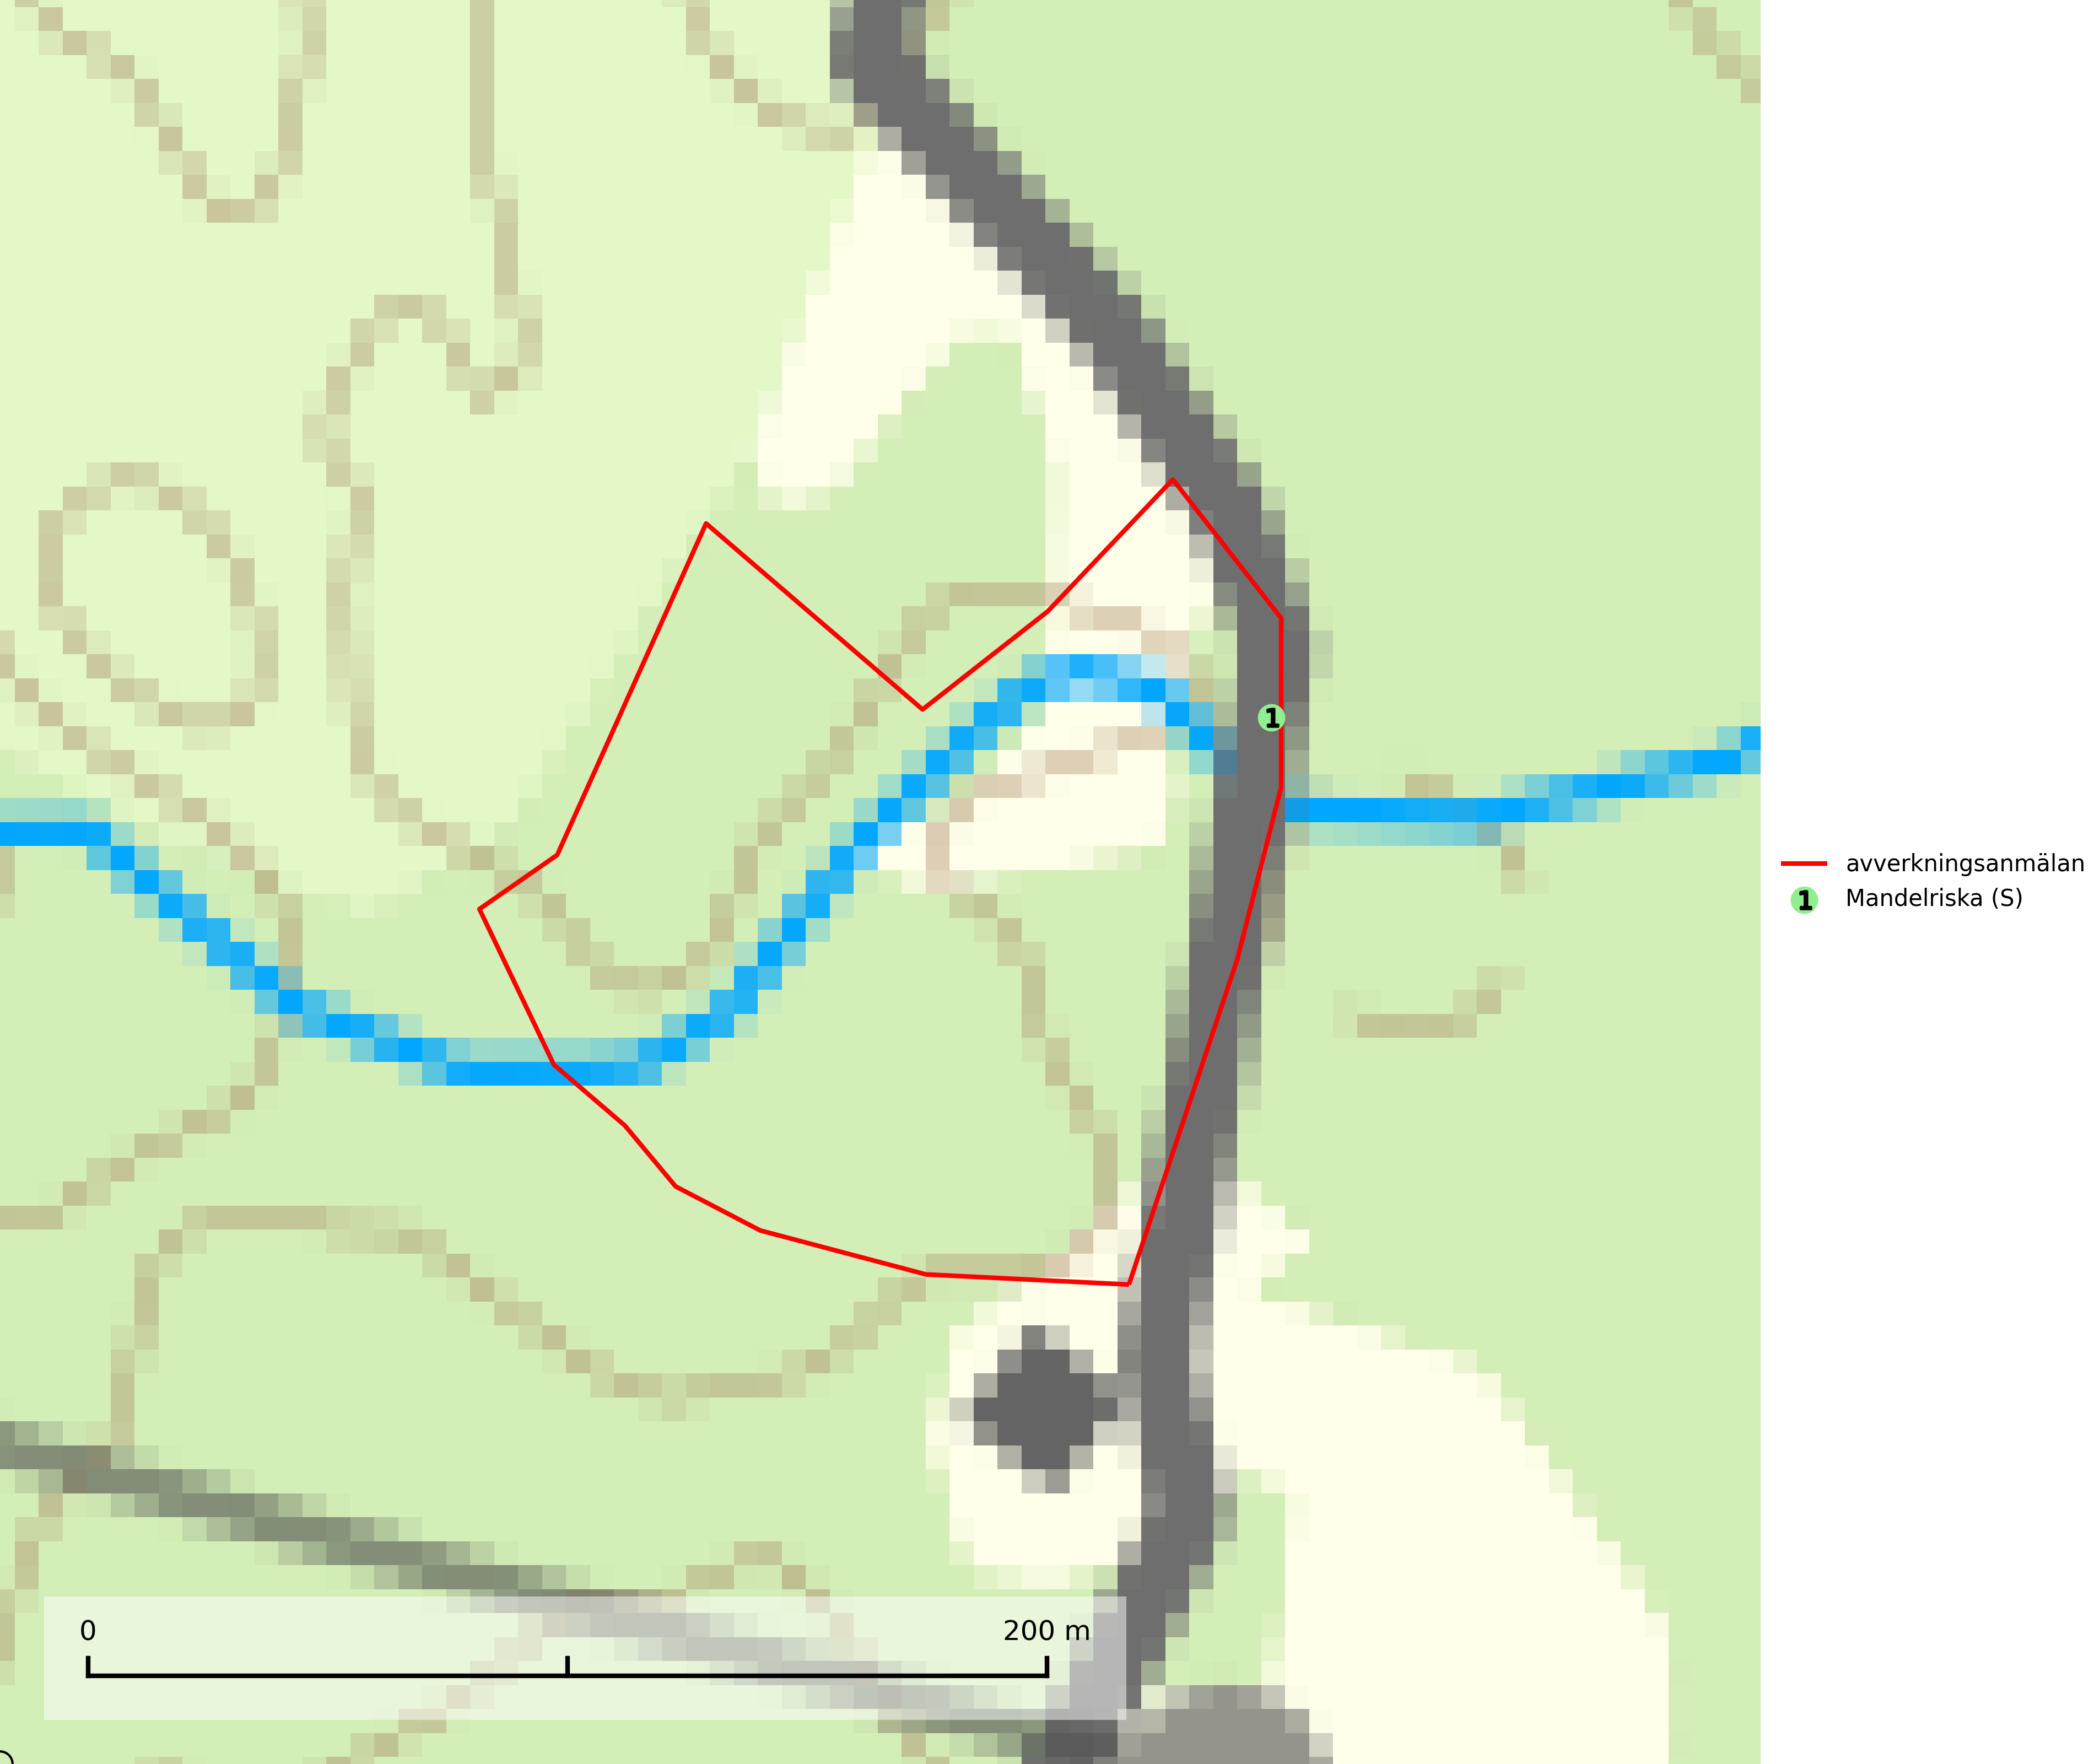 1
avverkningsanmälan
1 Mandelriska (S)
0 200 m